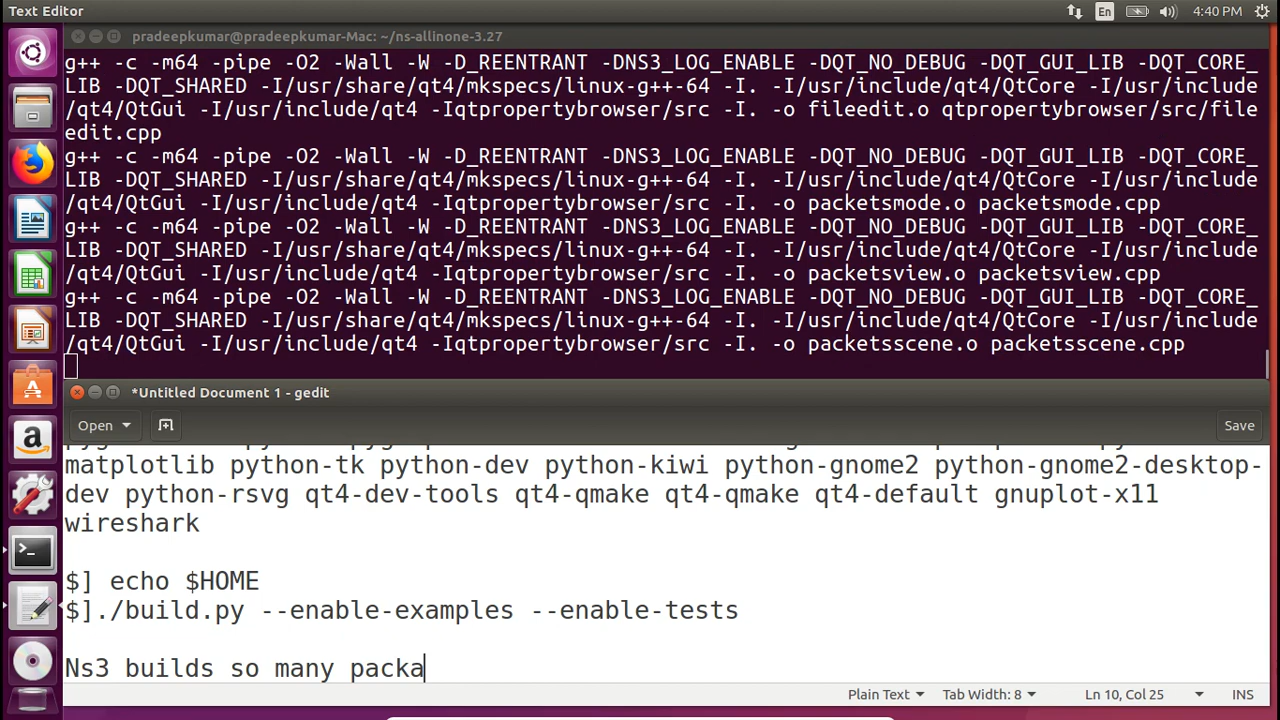 Text Editor
En
4:40 PM
pradeepkumar@pradeepkumar-Mac: ~/ns-allinone-3.27
g++ -c -m64 -pipe -O2 -Wall -W -D_REENTRANT -DNS3_LOG_ENABLE -DQT_NO_DEBUG -DQT_GUI_LIB -DQT_CORE_
LIB -DQT_SHARED -I/usr/share/qt4/mkspecs/linux-g++-64 -I. -I/usr/include/qt4/QtCore -I/usr/include
/qt4/QtGui -I/usr/include/qt4 -Iqtpropertybrowser/src -I. -o fileedit.o qtpropertybrowser/src/file
edit.cpp
g++ -c -m64 -pipe -O2 -Wall -W -D_REENTRANT -DNS3_LOG_ENABLE -DQT_NO_DEBUG -DQT_GUI_LIB -DQT_CORE_
LIB -DQT_SHARED -I/usr/share/qt4/mkspecs/linux-g++-64 -I. -I/usr/include/qt4/QtCore -I/usr/include
/qt4/QtGui -I/usr/include/qt4 -Iqtpropertybrowser/src -I. -o packetsmode.o packetsmode.cpp
g++ -c -m64 -pipe -O2 -Wall -W -D_REENTRANT -DNS3_LOG_ENABLE -DQT_NO_DEBUG -DQT_GUI_LIB -DQT_CORE_
LIB -DQT_SHARED -I/usr/share/qt4/mkspecs/linux-g++-64 -I. -I/usr/include/qt4/QtCore -I/usr/include
/qt4/QtGui -I/usr/include/qt4 -Iqtpropertybrowser/src -I. -o packetsview.o packetsview.cpp
g++ -c -m64 -pipe -O2 -Wall -W -D_REENTRANT -DNS3_LOG_ENABLE -DQT_NO_DEBUG -DQT_GUI_LIB -DQT_CORE_
LIB -DQT_SHARED -I/usr/share/qt4/mkspecs/linux-g++-64 -I. -I/usr/include/qt4/QtCore -I/usr/include
/qt4/QtGui -I/usr/include/qt4 -Iqtpropertybrowser/src -I. -o packetsscene.o packetsscene.cpp
*Untitled Document 1 - gedit
Open
Save
matplotlib python-tk python-dev python-kiwi python-gnome2 python-gnome2-desktop-
dev python-rsvg qt4-dev-tools qt4-qmake qt4-qmake qt4-default gnuplot-x11
wireshark
$] echo $HOME
$]./build.py --enable-examples --enable-tests
Ns3 builds so many packa
Plain Text
Tab Width: 8
Ln 10, Col 25
INS